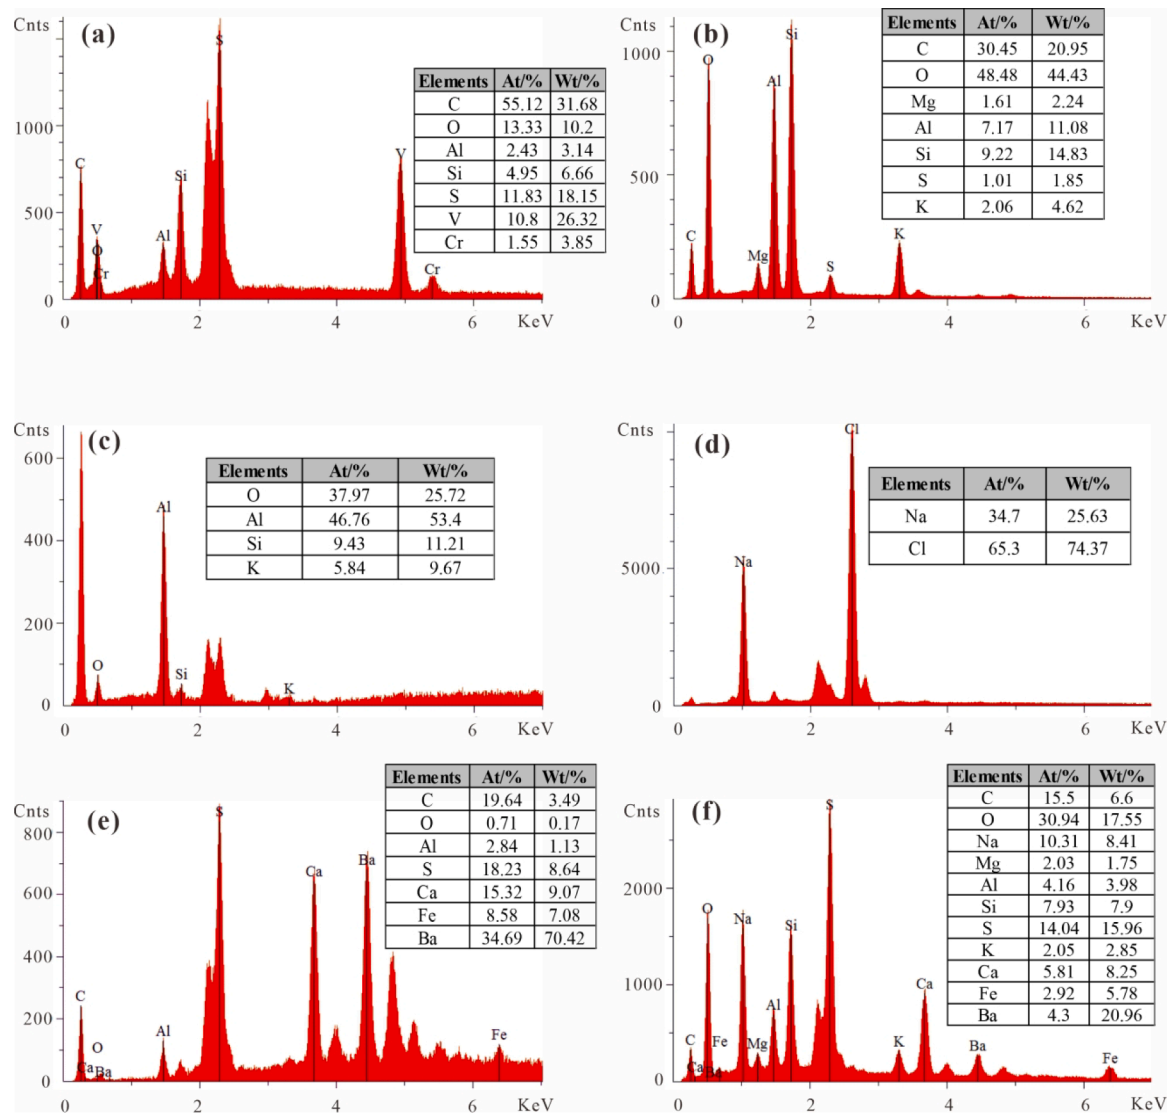 Cnts
(a)
S
Elements At/% Wt/%
C 55.12 31.68
O 13.33 10.2
Al 2.43 3.14
Si 4.95 6.66
S 11.83 18.15
V 10.8 26.32
Cr 1.55 3.85
1000
500
0
C
V
O
Cr
Al
Si
V
Cr
0 2 4 6 KeV
Cnts
(b)
Elements At/% Wt/%
C 30.45 20.95
O 48.48 44.43
Mg 1.61 2.24
Al 7.17 11.08
Si 9.22 14.83
S 1.01 1.85
K 2.06 4.62
1000
500
0
C
O
Mg
Al
Si
S
K
0 2 4 6 KeV
Cnts
(c)
Elements At/% Wt/%
O 37.97 25.72
Al 46.76 53.4
Si 9.43 11.21
K 5.84 9.67
600
400
200
0
O
Al
Si
K
0 2 4 6 KeV
Cnts
(d)
Elements At/% Wt/%
Na 34.7 25.63
Cl 65.3 74.37
5000
0
Na
Cl
0 2 4 6 KeV
Cnts
(e)
Elements At/% Wt/%
C 19.64 3.49
O 0.71 0.17
Al 2.84 1.13
S 18.23 8.64
Ca 15.32 9.07
Fe 8.58 7.08
Ba 34.69 70.42
800
600
400
200
0
C
O
Ca
Ba
Al
S
Ca
Ba
Fe
0 2 4 6 KeV
Cnts
(f)
Elements At/% Wt/%
C 15.5 6.6
O 30.94 17.55
Na 10.31 8.41
Mg 2.03 1.75
Al 4.16 3.98
Si 7.93 7.9
S 14.04 15.96
K 2.05 2.85
Ca 5.81 8.25
Fe 2.92 5.78
Ba 4.3 20.96
2000
1000
0
C
Ca
O
Fe
Na
Mg
Al
Si
S
K
Ca
Ba
Fe
0 2 4 6 KeV